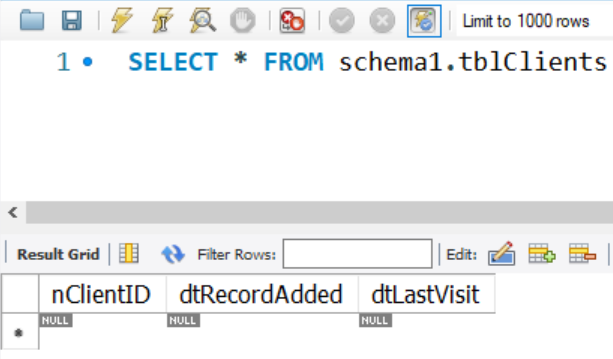 Limit to 1000 rows
1 SELECT * FROM schema1.tblClients
Result Grid Filter Rows: Edit:
nClientID dtRecordAdded dtLastVisit
* NULL NULL NULL